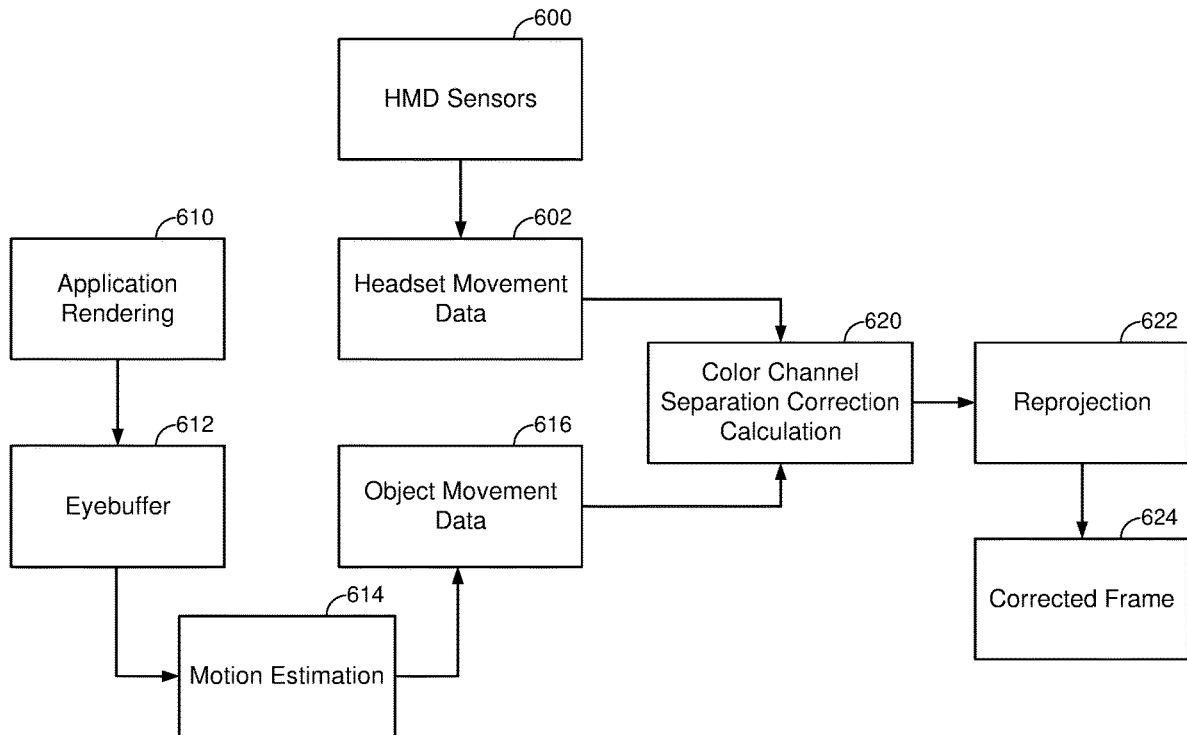 600
HMD Sensors
610
Application
Rendering
602
Headset Movement
Data
612
Eyebuffer
616
Object Movement
Data
614
Motion Estimation
620
Color Channel
Separation Correction
Calculation
622
Reprojection
624
Corrected Frame